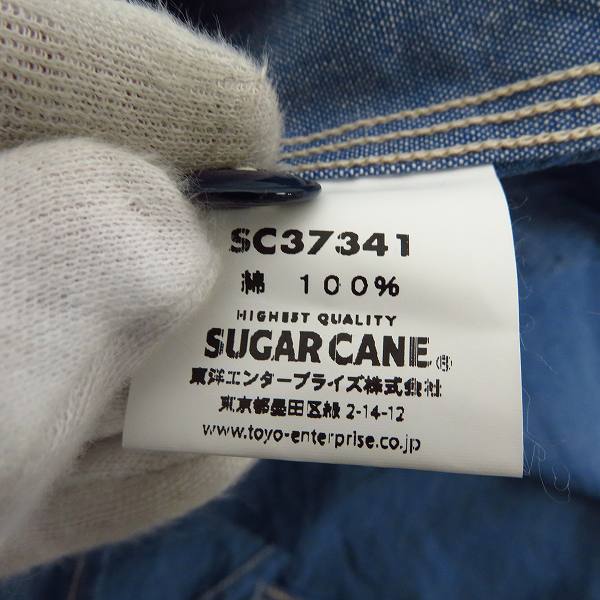 SC37341
綿 100%
HIGHEST QUALITY
SUGAR CANE®
東洋エンタープライズ株式会社
東京都墨田区緑 2-14-12
www.toyo-enterprise.co.jp